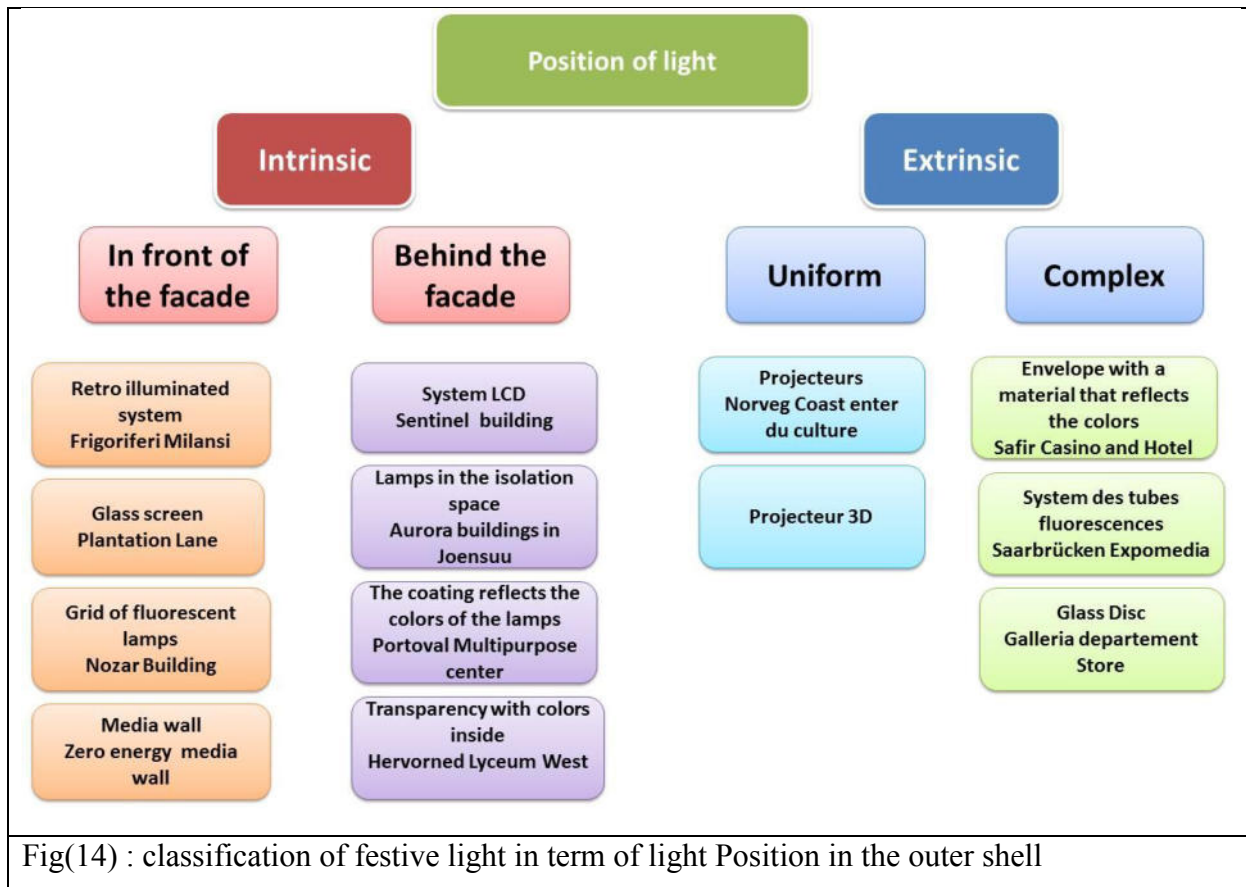 Position of light
Intrinsic
Extrinsic
In front of
the facade
Behind the
facade
Uniform
Complex
Retro illuminated
system
Frigoriferi Milansi
Glass screen
Plantation Lane
Grid of fluorescent
lamps
Nozar Building
Media wall
Zero energy media
wall
System LCD
Sentinel building
Lamps in the isolation
space
Aurora buildings in
Joensuu
The coating reflects the
colors of the lamps
Portoval Multipurpose
center
Transparency with colors
inside
Hervorned Lyceum West
Projecteurs
Norveg Coast enter
du culture
Projecteur 3D
Envelope with a
material that reflects
the colors
Safir Casino and Hotel
System des tubes
fluorescences
Saarbrücken Expomedia
Glass Disc
Galleria departement
Store
Fig(14) : classification of festive light in term of light Position in the outer shell